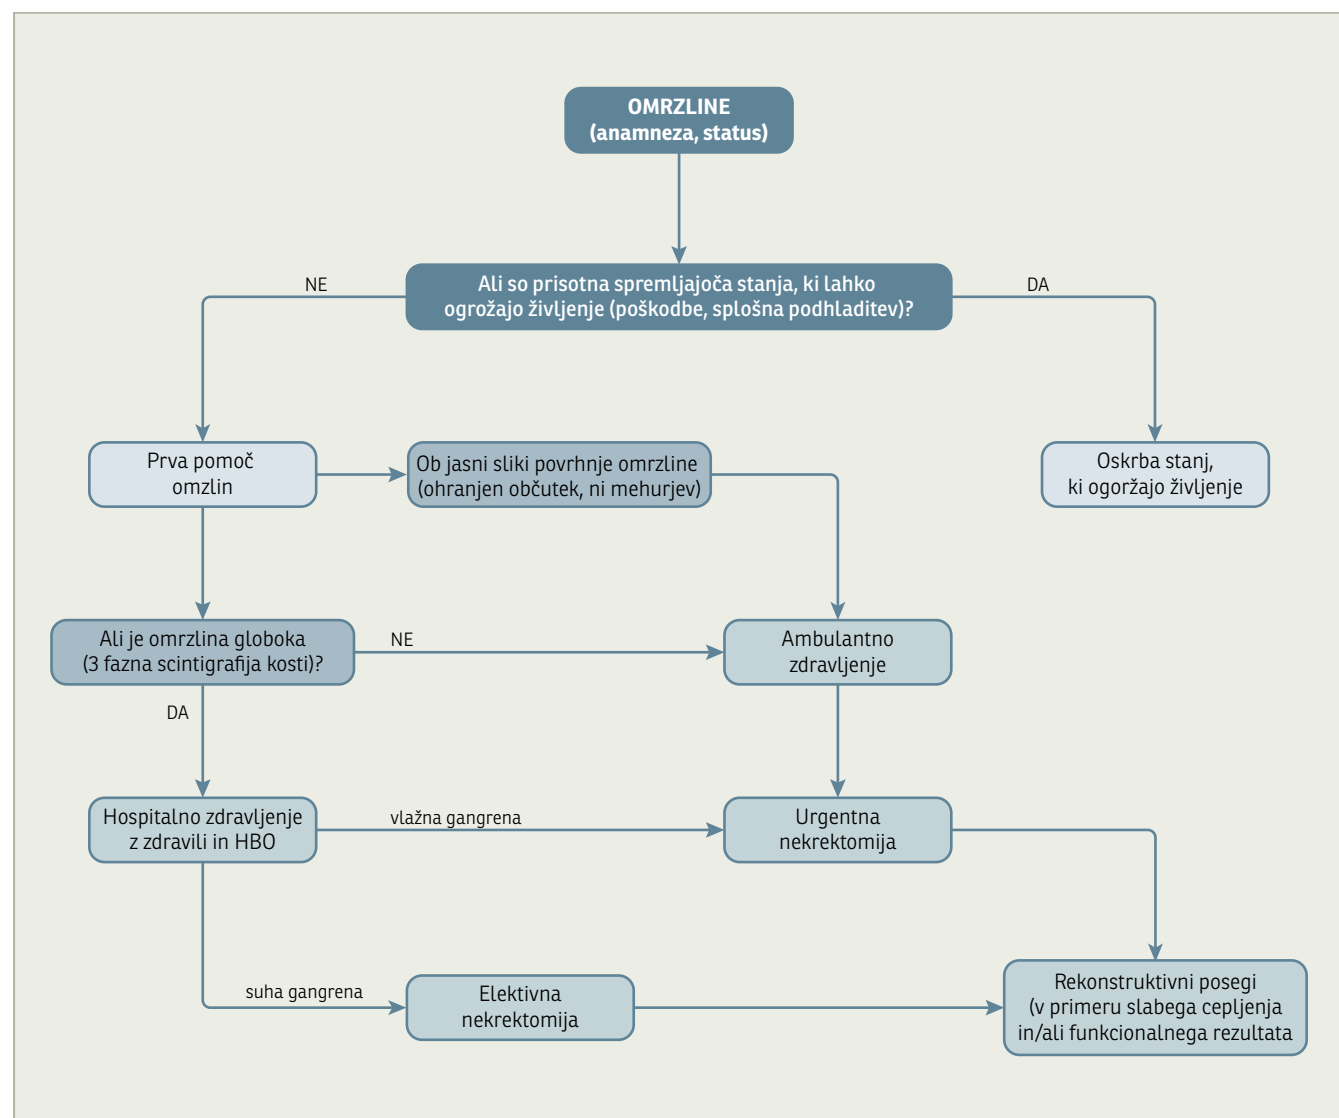 OMRZLINE
(anamneza, status)
NE
Ali so prisotna spremljajoča stanja, ki lahko
ogrožajo življenje (poškodbe, splošna podhladitev)?
DA
Prva pomoč
omzlin
Ob jasni sliki povrhnje omrzline
(ohranjen občutek, ni mehurjev)
Oskrba stanj,
ki ogoržajo življenje
Ali je omrzlina globoka
(3 fazna scintigrafija kosti)?
NE
Ambulantno
zdravljenje
DA
Hospitalno zdravljenje
z zdravili in HBO
vlažna gangrena
Urgentna
nekrektomija
suha gangrena
Elektivna
nekrektomija
Rekonstruktivni posegi
(v primeru slabega cepljenja
in/ali funkcionalnega rezultata